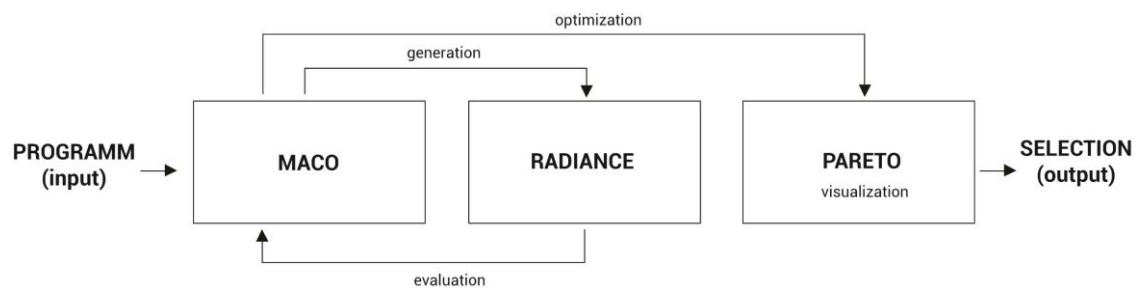 optimization
generation
PROGRAMM
(input)
MACO
RADIANCE
PARETO
visualization
SELECTION
(output)
evaluation